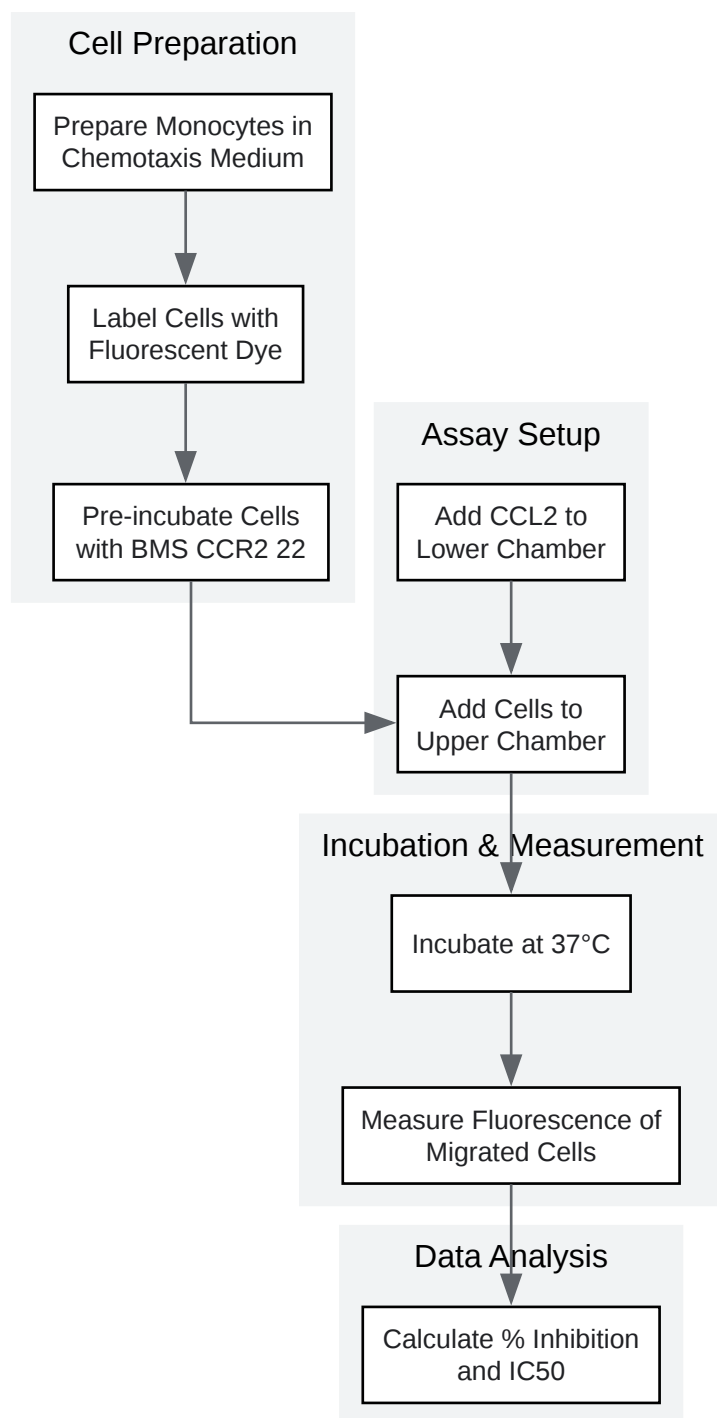 Cell Preparation
Prepare Monocytes in
Chemotaxis Medium
Label Cells with
Fluorescent Dye
Pre-incubate Cells
with BMS CCR2 22
Assay Setup
Add CCL2 to
Lower Chamber
Add Cells to
Upper Chamber
Incubation & Measurement
Incubate at 37°C
Measure Fluorescence of
Migrated Cells
Data Analysis
Calculate % Inhibition
and IC50